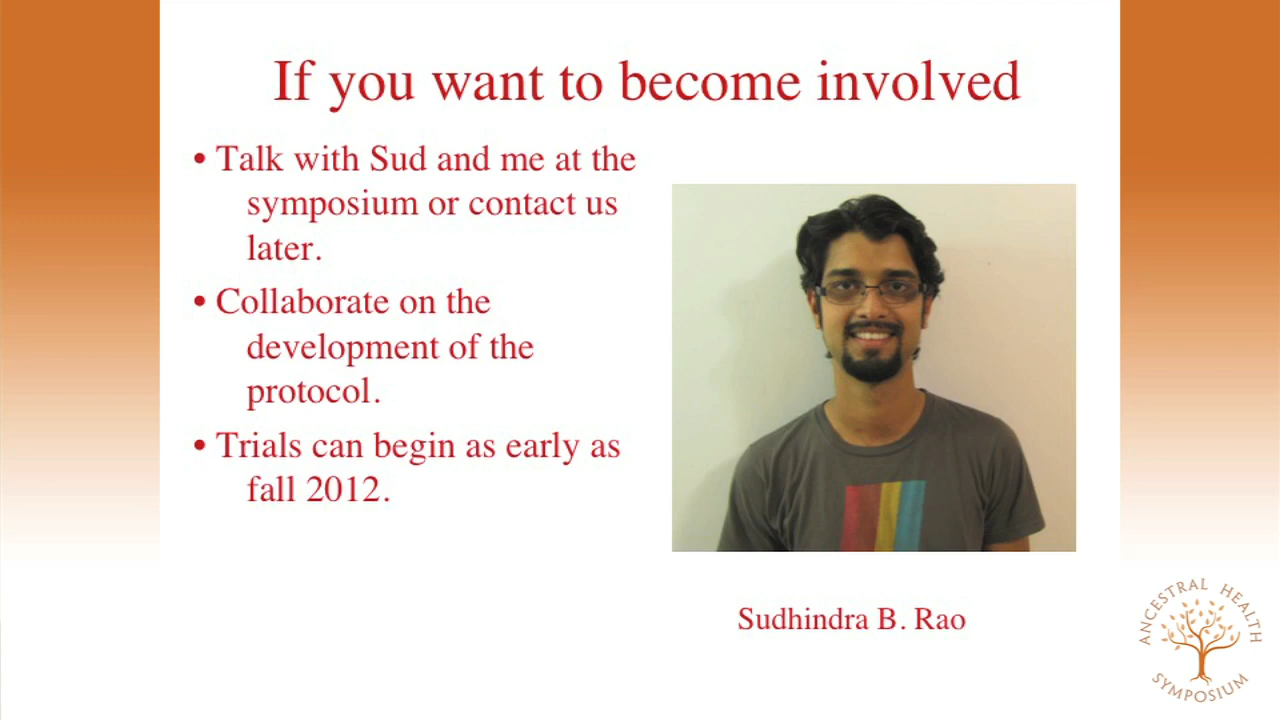 If you want to become involved
• Talk with Sud and me at the
symposium or contact us
later.
• Collaborate on the
development of the
protocol.
• Trials can begin as early as
fall 2012.
Sudhindra B. Rao
ANCESTRAL HEALTH
SYMPOSIUM